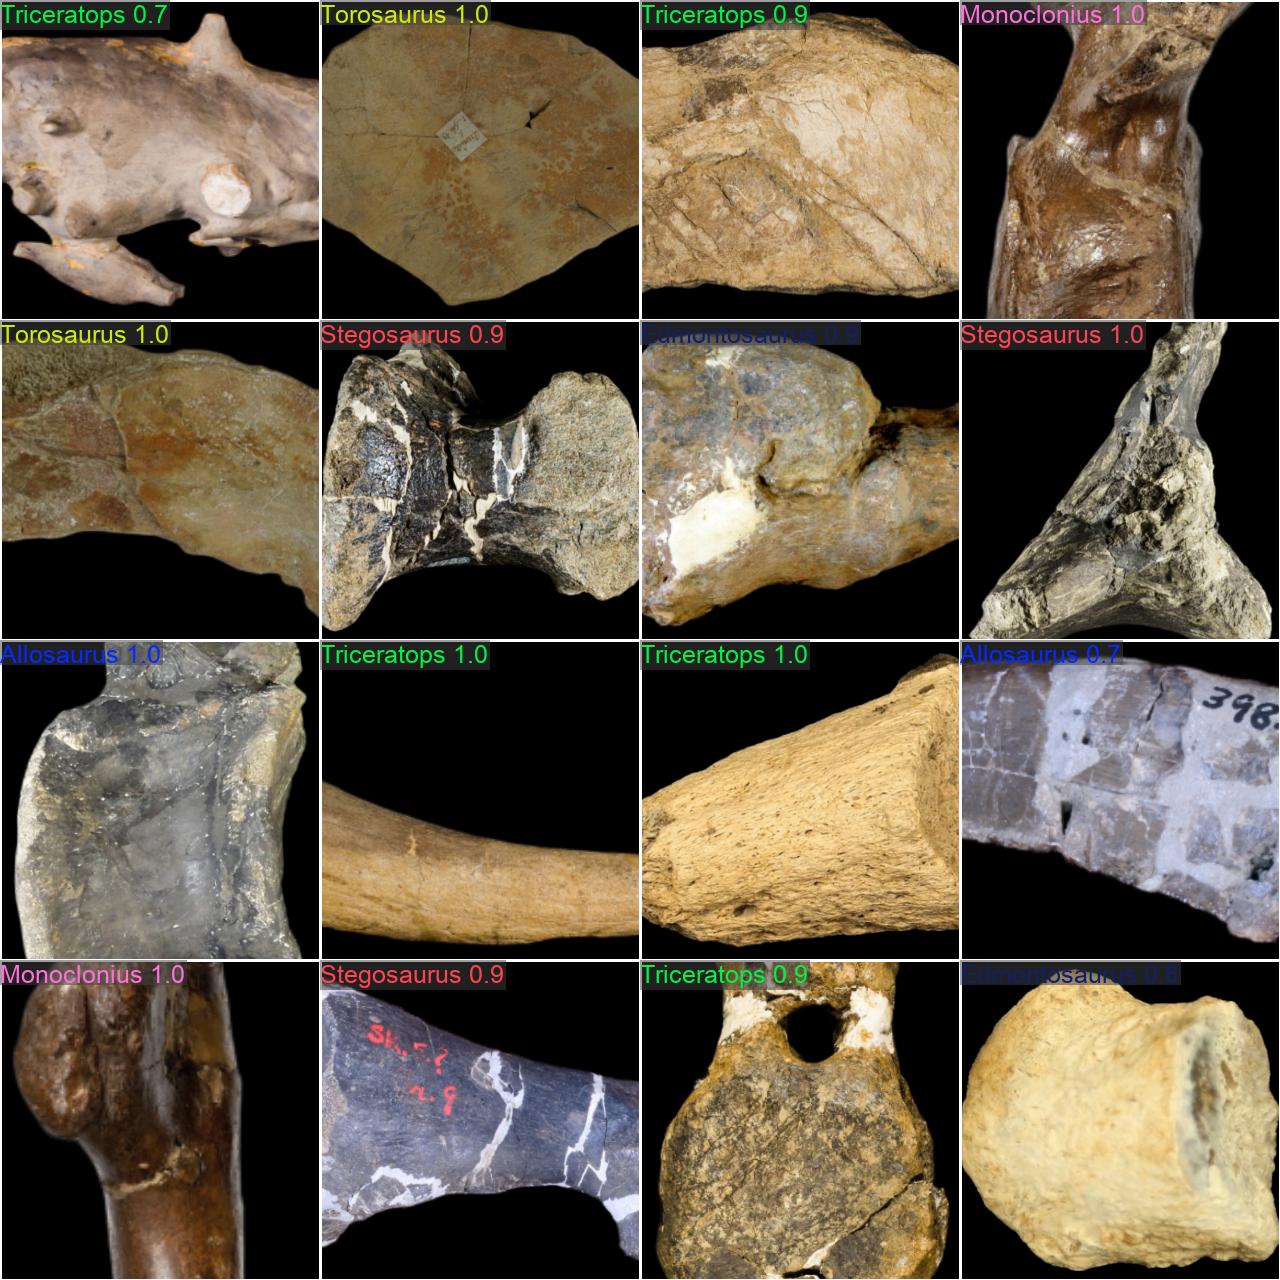 Triceratops 0.7
Torosaurus 1.0
Triceratops 0.9
Monoclonius 1.0
Torosaurus 1.0
Stegosaurus 0.9
Edmontosaurus 0.9
Stegosaurus 1.0
Allosaurus 1.0
Triceratops 1.0
Triceratops 1.0
Allosaurus 0.7
398
Monoclonius 1.0
Stegosaurus 0.9
Triceratops 0.9
Edmontosaurus 0.8